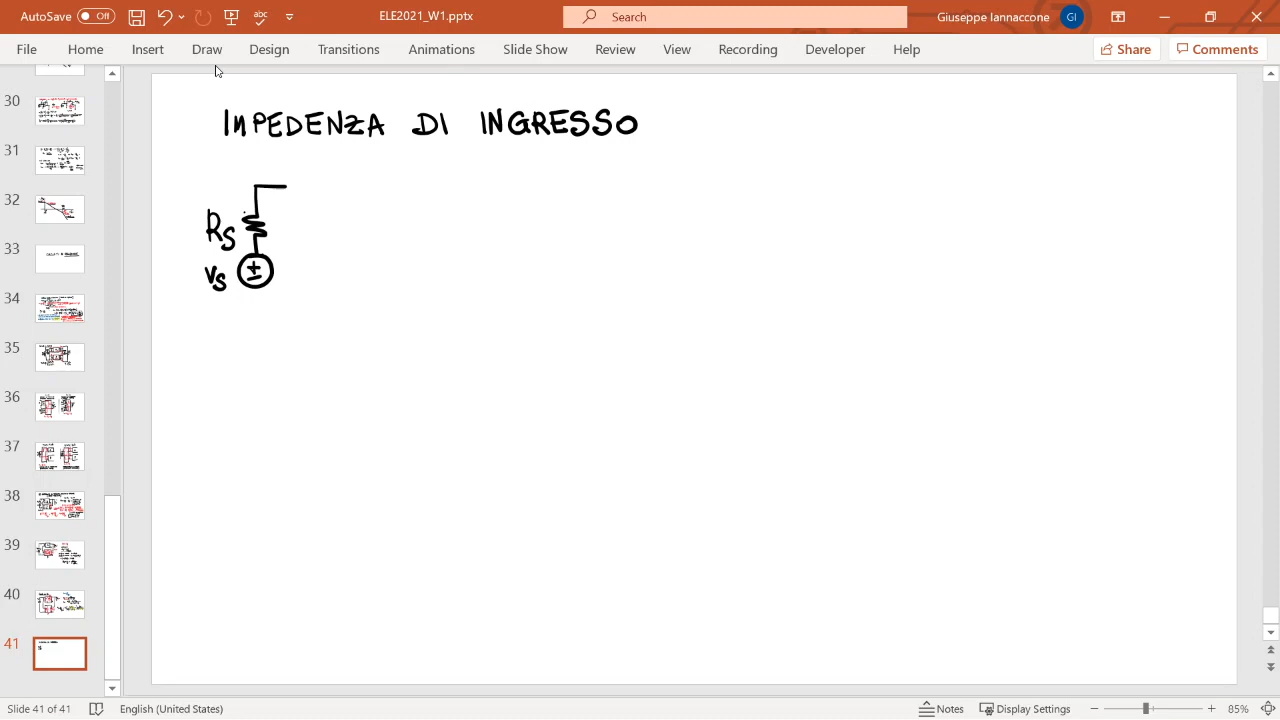 AutoSave Off ELE2021_W1.pptx Search Giuseppe Iannaccone GI
File Home Insert Draw Design Transitions Animations Slide Show Review View Recording Developer Help Share Comments
30
31
32
33
34
35
36
37
38
39
40
41
IMPEDENZA DI INGRESSO
RS
VS
Slide 41 of 41 English (United States) Notes Display Settings 85%